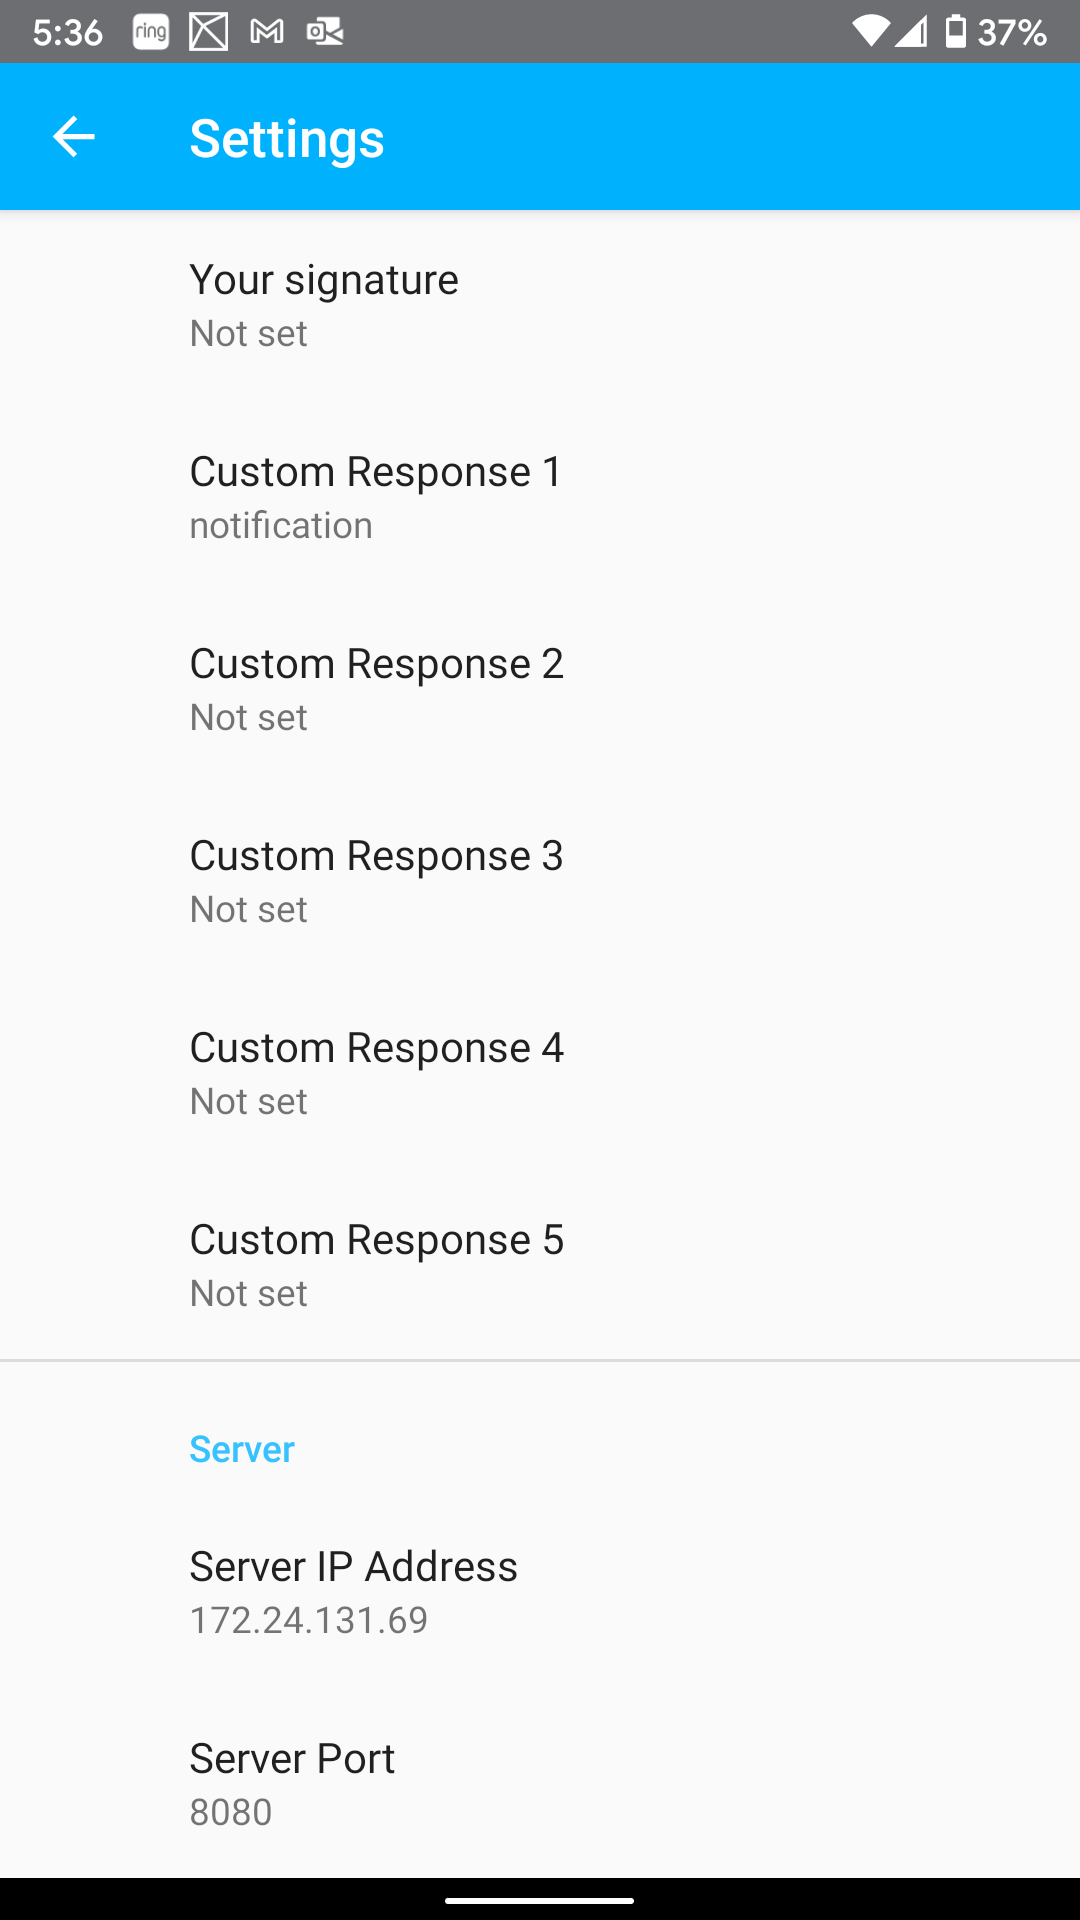 5:36 ring 37%
Settings
Your signature
Not set
Custom Response 1
notification
Custom Response 2
Not set
Custom Response 3
Not set
Custom Response 4
Not set
Custom Response 5
Not set
Server
Server IP Address
172.24.131.69
Server Port
8080